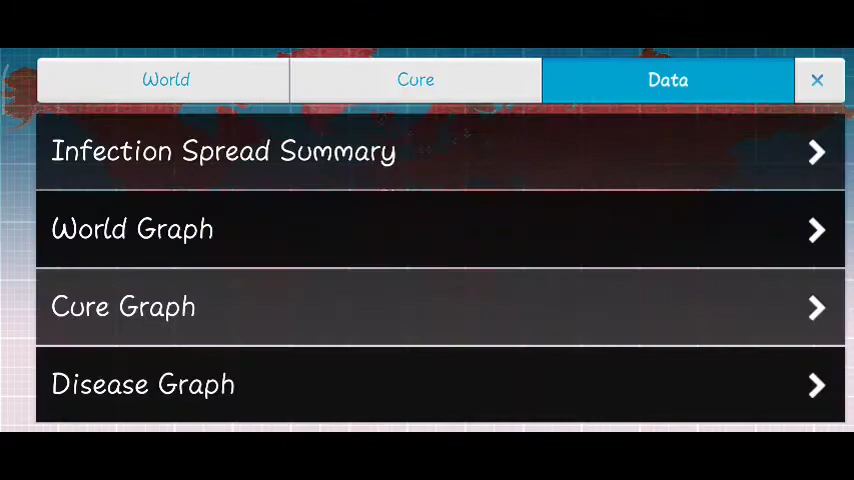 World
Cure
Data
Infection Spread Summary
World Graph
Cure Graph
Disease Graph